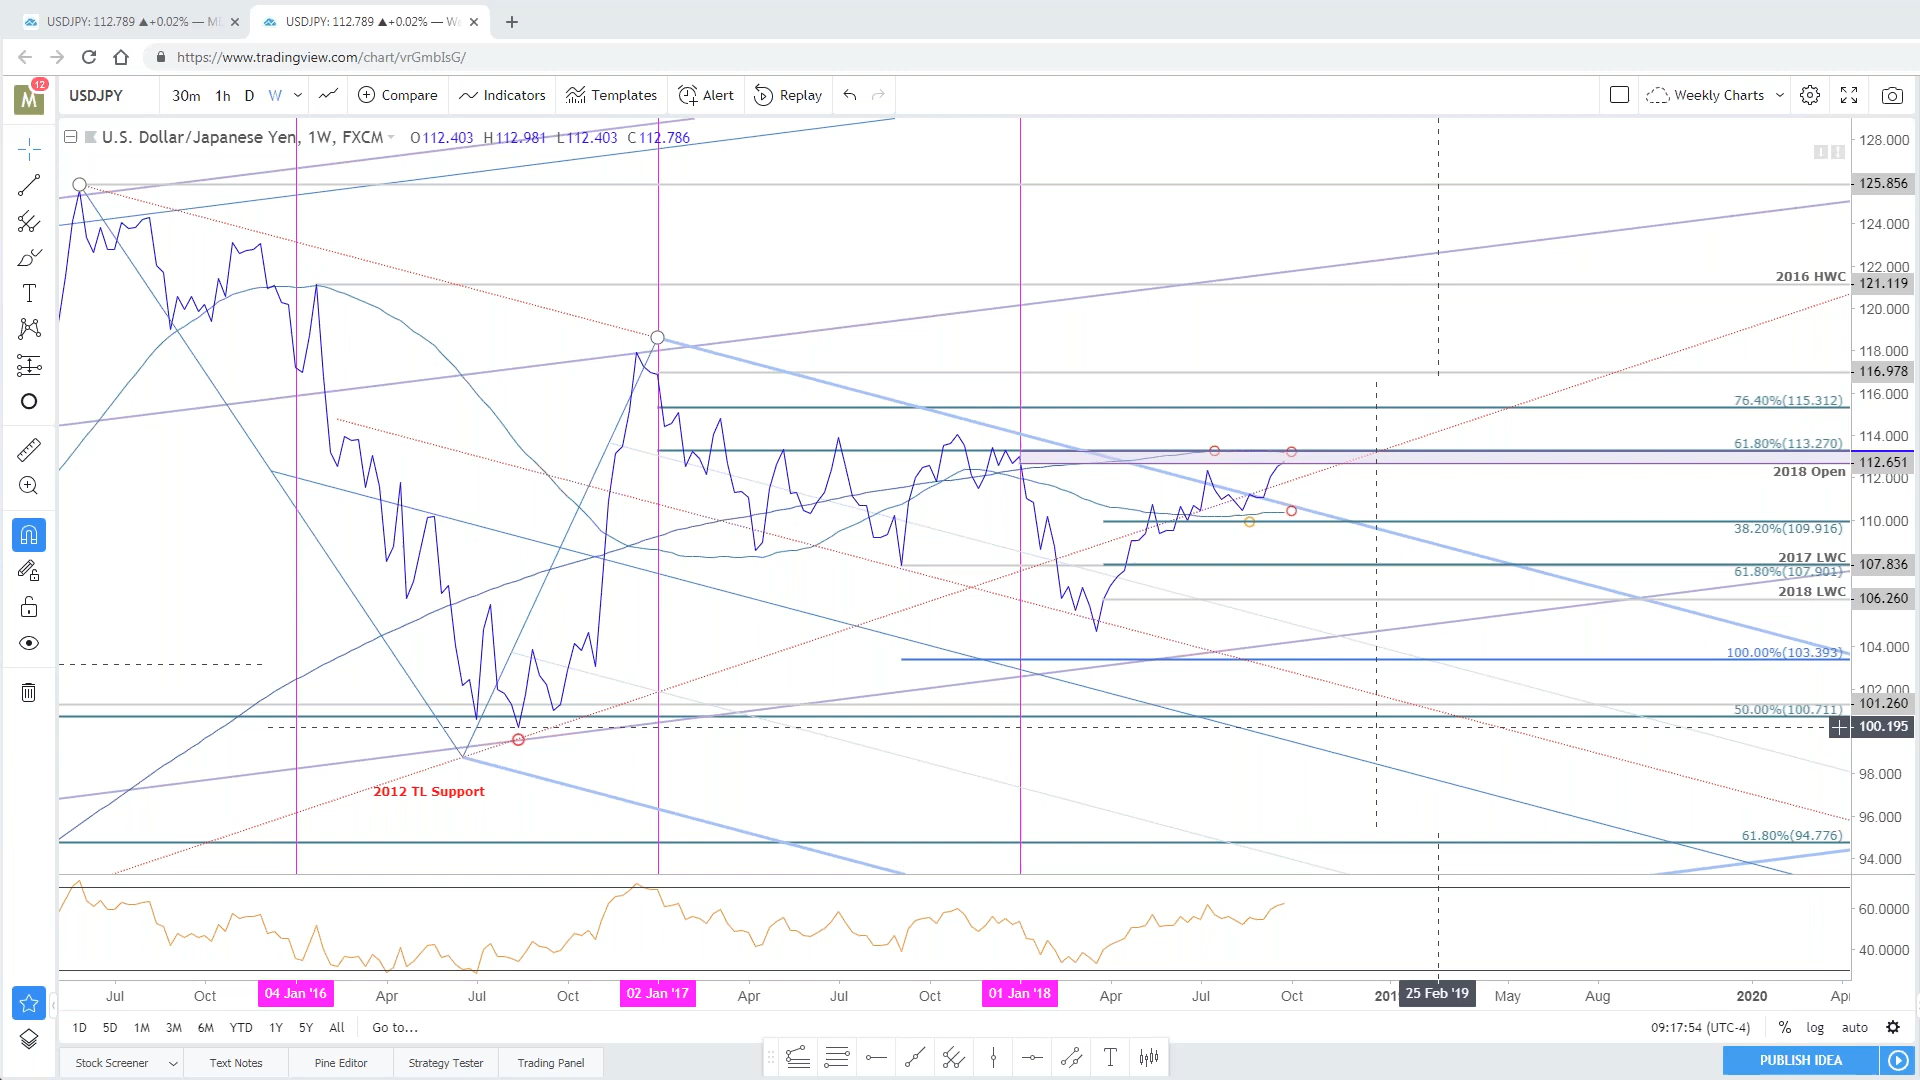 USDJPY: 112.789 ▲+0.02% — M
USDJPY: 112.789 ▲+0.02% — W
https://www.tradingview.com/chart/vrGmbIsG/
M
12
USDJPY
30m 1h D W
Compare
Indicators
Templates
Alert
Replay
Weekly Charts
U.S. Dollar/Japanese Yen, 1W, FXCM O112.403 H112.981 L112.403 C112.786
128.000
125.856
124.000
122.000
2016 HWC
121.119
120.000
118.000
116.978
116.000
76.40%(115.312)
114.000
61.80%(113.270)
112.651
2018 Open
112.000
110.000
38.20%(109.916)
2017 LWC
107.836
61.80%(107.901)
2018 LWC
106.260
104.000
100.00%(103.393)
102.000
101.260
50.00%(100.711)
100.195
98.000
2012 TL Support
96.000
61.80%(94.776)
94.000
60.0000
40.0000
Jul Oct 04 Jan '16 Apr Jul Oct 02 Jan '17 Apr Jul Oct 01 Jan '18 Apr Jul Oct 201 25 Feb '19 May Aug 2020 Apr
1D 5D 1M 3M 6M YTD 1Y 5Y All Go to...
09:17:54 (UTC-4) % log auto
Stock Screener
Text Notes
Pine Editor
Strategy Tester
Trading Panel
PUBLISH IDEA